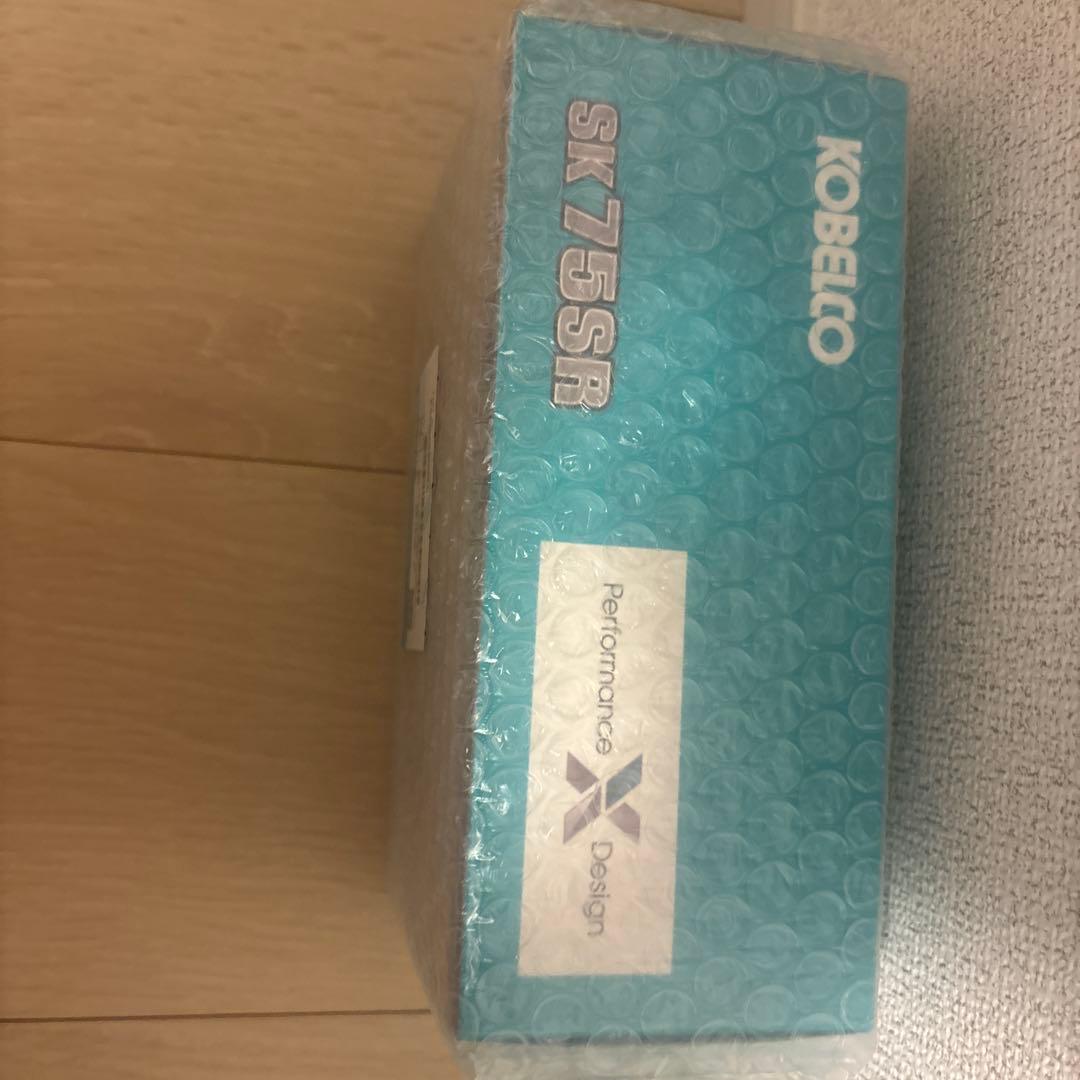 KOBELCO
SK75SR
Performance X Design